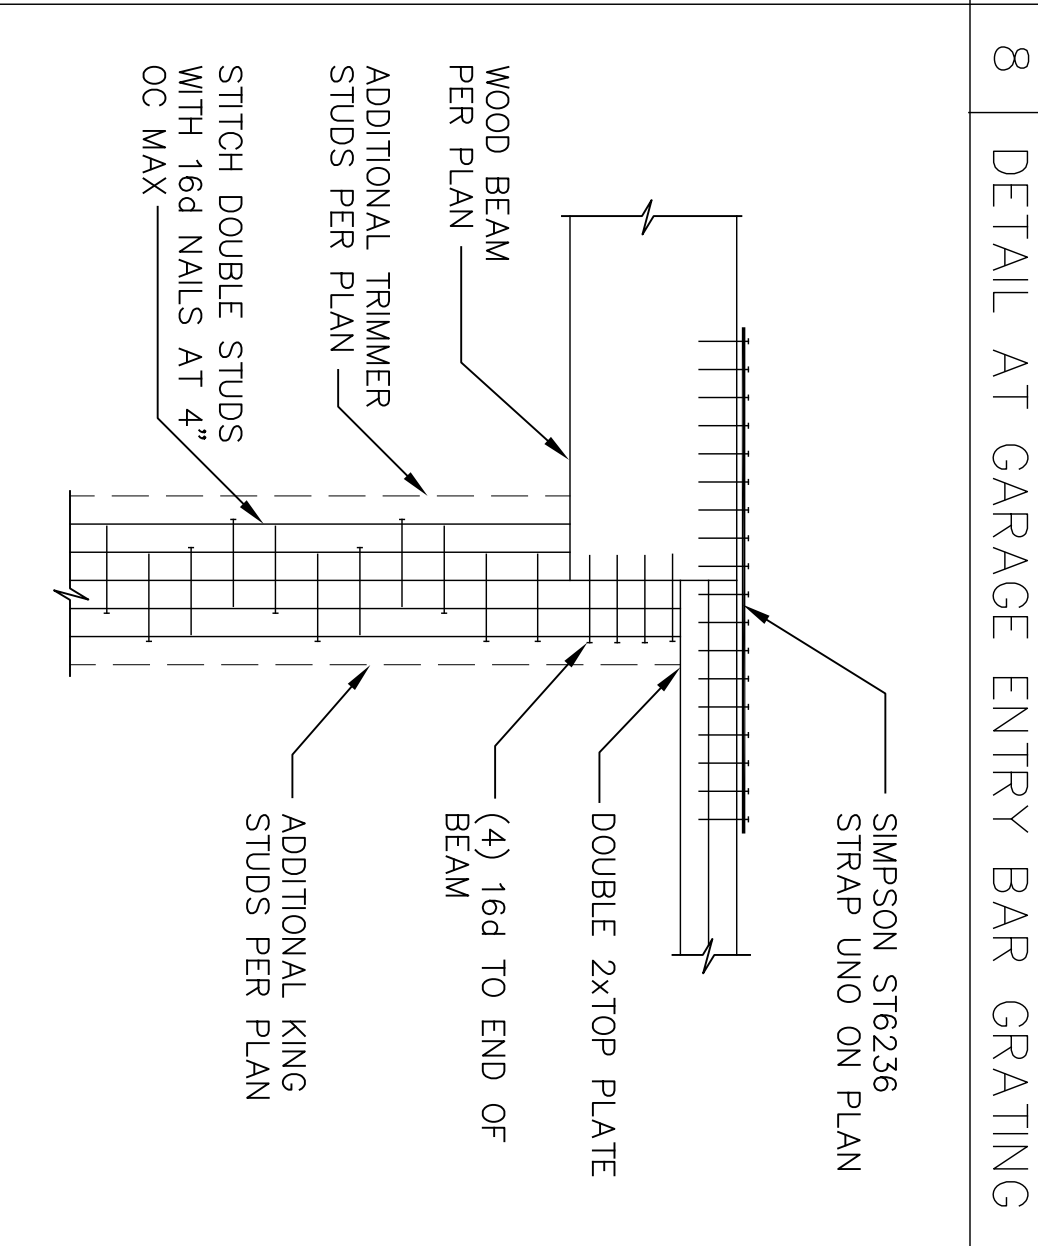 8
DETAIL AT GARAGE ENTRY BAR GRATING
SIMPSON ST6236
STRAP UNO ON PLAN
DOUBLE 2xTOP PLATE
(4) 16d TO END OF
BEAM
ADDITIONAL KING
STUDS PER PLAN
WOOD BEAM
PER PLAN
ADDITIONAL TRIMMER
STUDS PER PLAN
STITCH DOUBLE STUDS
WITH 16d NAILS AT 4"
OC MAX